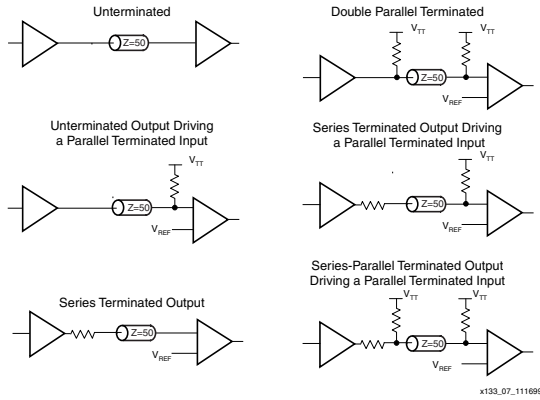 Unterminated
Z=50
Double Parallel Terminated
VTT
VTT
Z=50
VREF
Unterminated Output Driving
a Parallel Terminated Input
VTT
Z=50
VREF
Series Terminated Output Driving
a Parallel Terminated Input
VTT
Z=50
VREF
Series Terminated Output
Z=50
VREF
Series-Parallel Terminated Output
Driving a Parallel Terminated Input
VTT
VTT
Z=50
VREF
x133_07_111699